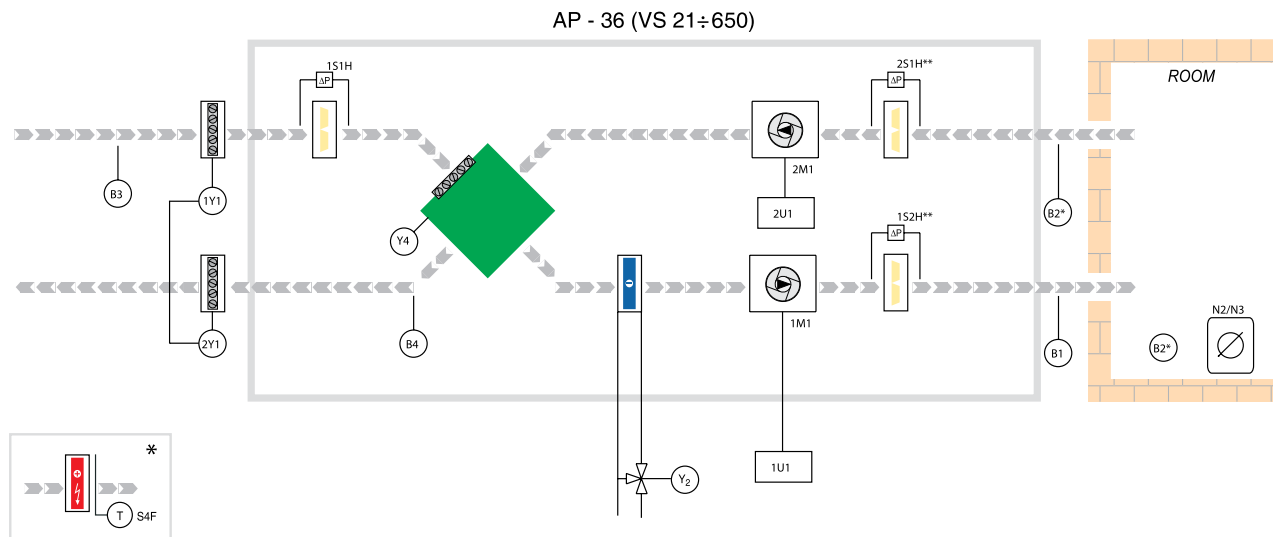 AP - 36 (VS 21÷650)
1S1H
ΔP
2S1H**
ΔP
ROOM
2M1
B3
1Y1
2U1
B2*
Y4
1S2H**
ΔP
N2/N3
1M1
2Y1
B4
B1
B2*
*
1U1
Y2
T
S4F